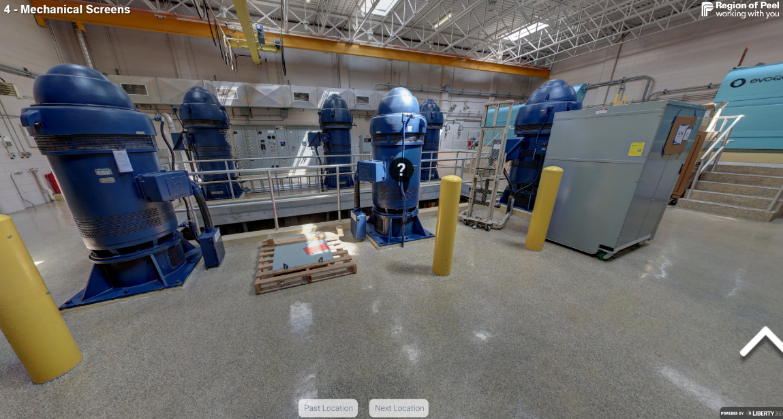 4 - Mechanical Screens
Region of Peel
working with you
evoqua
?
Past Location
Next Location
POWERED BY LIBERTY